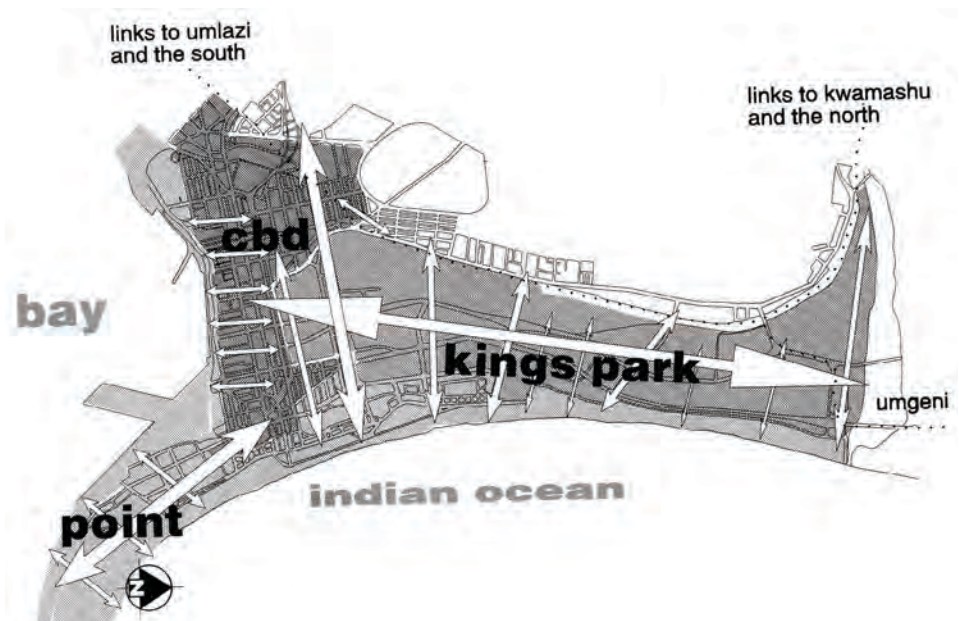 links to umlazi
and the south
links to kwamashu
and the north
cbd
bay
kings park
umgeni
indian ocean
point
N